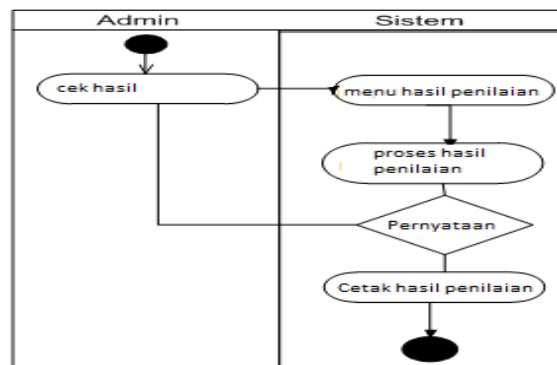 Admin
Sistem
cek hasil
menu hasil penilaian
proses hasil
penilaian
Pernyataan
Cetak hasil penilaian